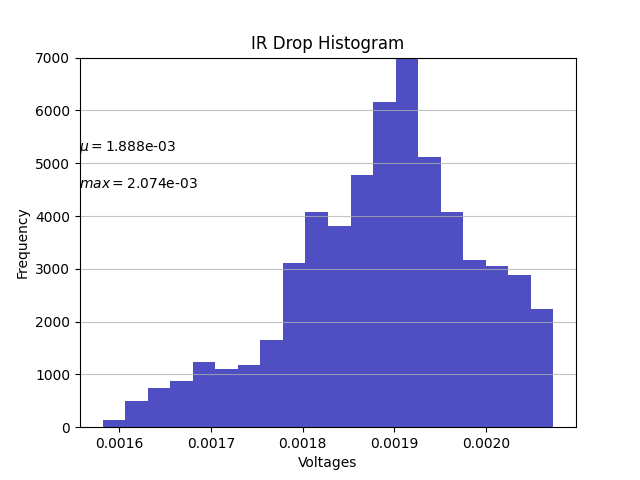 IR Drop Histogram
7000
6000
μ = 1.888e-03
5000
max = 2.074e-03
4000
3000
2000
1000
0
Frequency
0.0016 0.0017 0.0018 0.0019 0.0020
Voltages